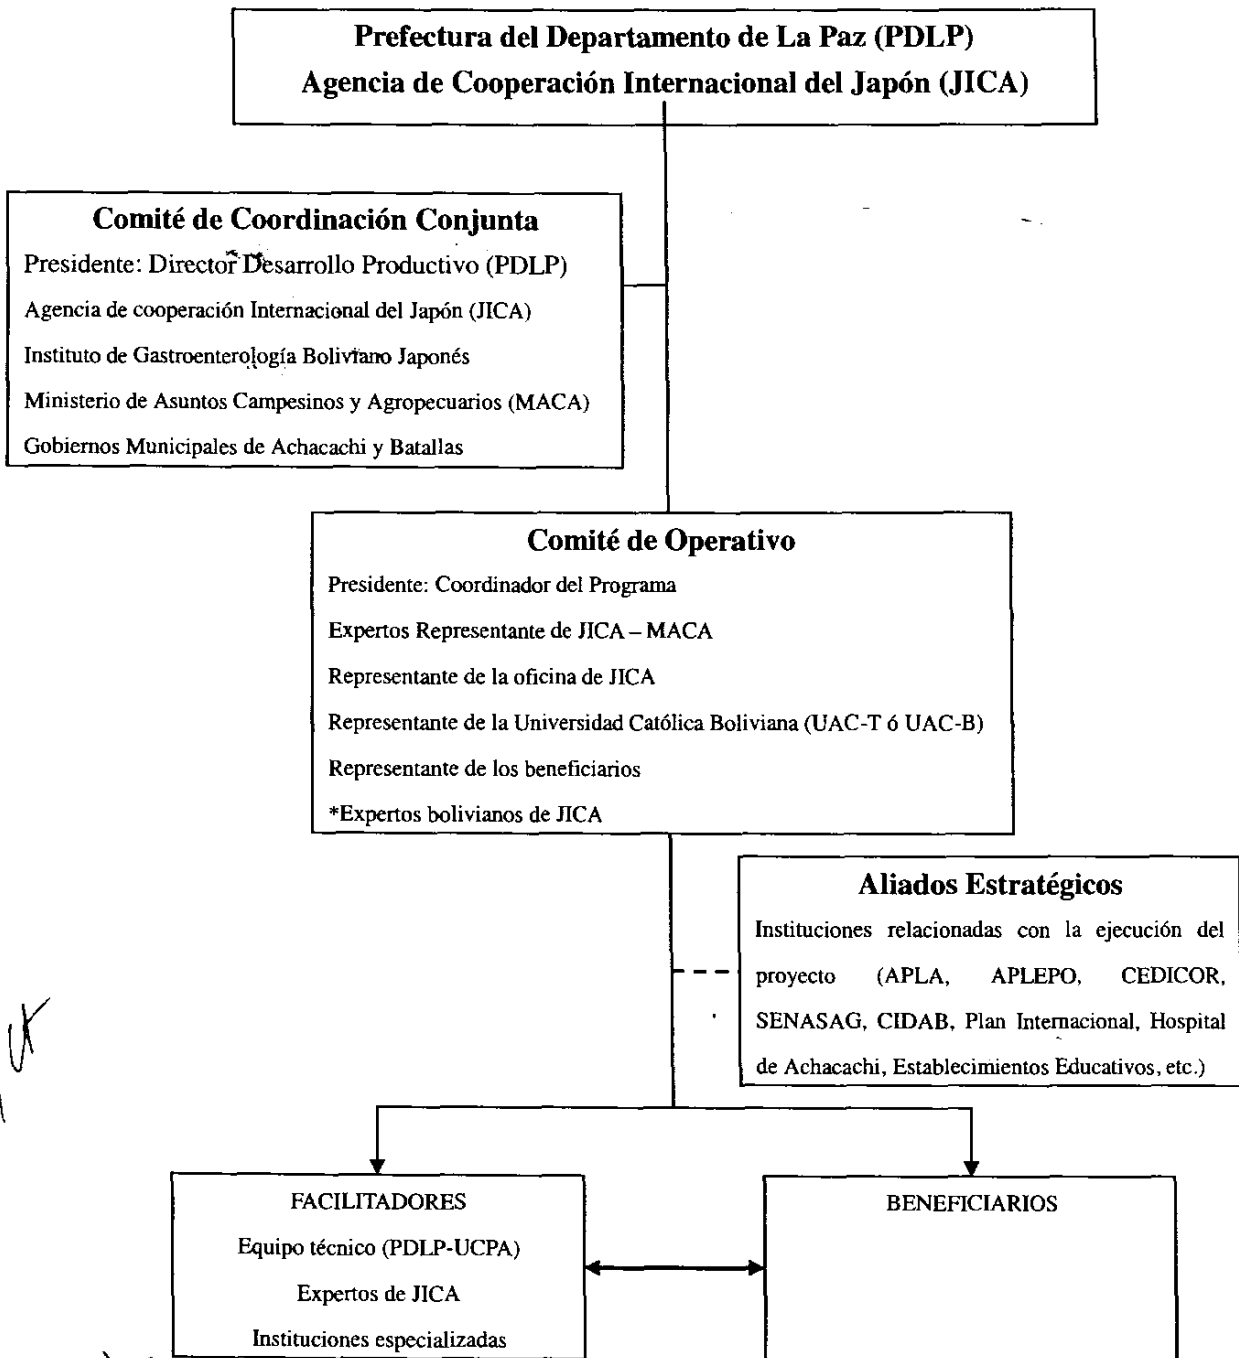 Prefectura del Departamento de La Paz (PDLP)
Agencia de Cooperación Internacional del Japón (JICA)
Comité de Coordinación Conjunta
Presidente: Director Desarrollo Productivo (PDLP)
Agencia de cooperación Internacional del Japón (JICA)
Instituto de Gastroenterología Boliviano Japonés
Ministerio de Asuntos Campesinos y Agropecuarios (MACA)
Gobiernos Municipales de Achacachi y Batallas
Comité de Operativo
Presidente: Coordinador del Programa
Expertos Representante de JICA – MACA
Representante de la oficina de JICA
Representante de la Universidad Católica Boliviana (UAC-T ó UAC-B)
Representante de los beneficiarios
*Expertos bolivianos de JICA
Aliados Estratégicos
Instituciones relacionadas con la ejecución del
proyecto (APLA, APLEPO, CEDICOR,
SENASAG, CIDAB, Plan Internacional, Hospital
de Achacachi, Establecimientos Educativos, etc.)
FACILITADORES
Equipo técnico (PDLP-UCPA)
Expertos de JICA
Instituciones especializadas
BENEFICIARIOS